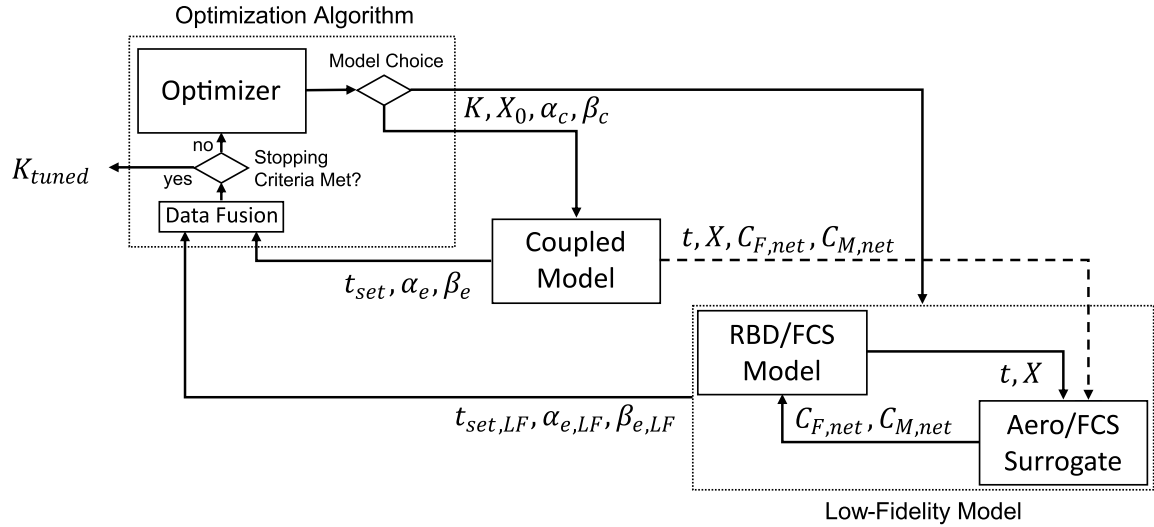 Optimization Algorithm
Model Choice
Optimizer
K, X₀, α_c, β_c
no
yes
Stopping
Criteria Met?
K_tuned
Data Fusion
Coupled
Model
t, X, C_F,net, C_M,net
t_set, α_e, β_e
RBD/FCS
Model
t, X
t_set,LF, α_e,LF, β_e,LF
C_F,net, C_M,net
Aero/FCS
Surrogate
Low-Fidelity Model